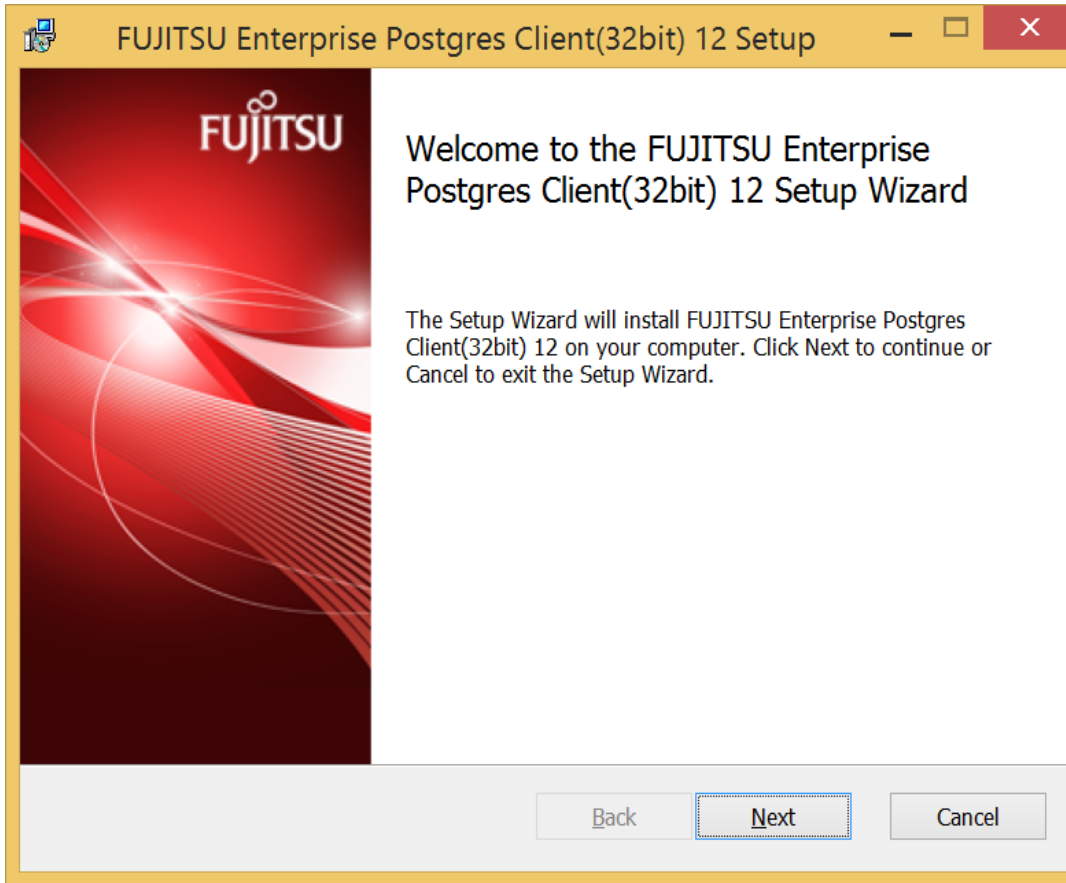 FUJITSU Enterprise Postgres Client(32bit) 12 Setup
FUJITSU
Welcome to the FUJITSU Enterprise
Postgres Client(32bit) 12 Setup Wizard
The Setup Wizard will install FUJITSU Enterprise Postgres
Client(32bit) 12 on your computer. Click Next to continue or
Cancel to exit the Setup Wizard.
Back
Next
Cancel